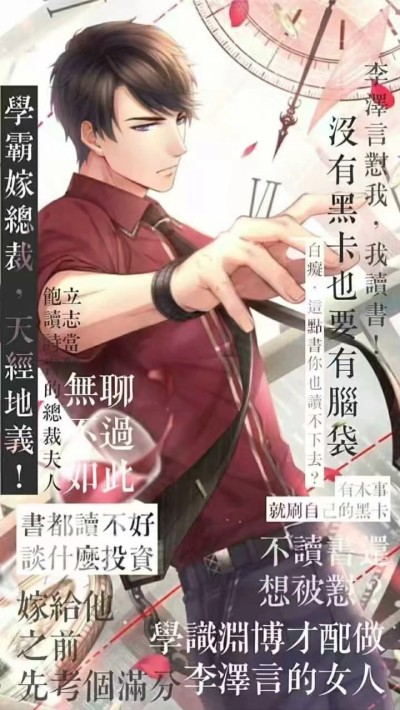 李澤言懟我，我讀書！
沒有黑卡也要有腦袋
白癡，這點書你也讀不下去？
學霸嫁總裁，天經地義！
立志當
飽讀詩書的總裁夫人
無聊
不過
如此
有本事
就刷自己的黑卡
書都讀不好
談什麼投資
不讀書還
想被懟？
嫁給他
之前
先考個滿分
學識淵博才配做
李澤言的女人